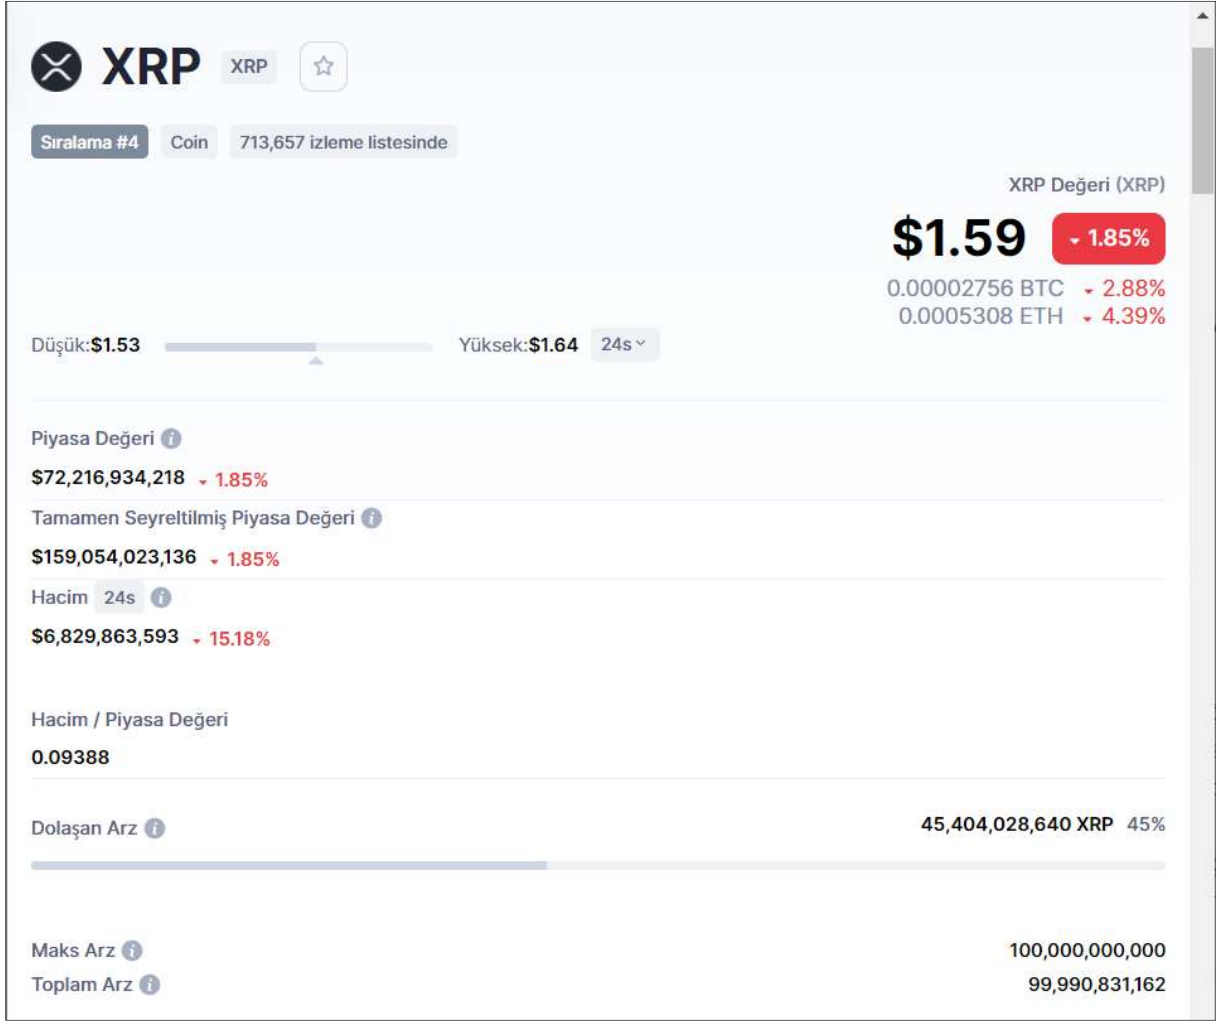 XRP XRP
Sıralama #4 Coin 713,657 izleme listesinde
XRP Değeri (XRP)
$1.59 1.85%
0.00002756 BTC 2.88%
0.0005308 ETH 4.39%
Düşük:$1.53 Yüksek:$1.64 24s
Piyasa Değeri
$72,216,934,218 1.85%
Tamamen Seyreltilmiş Piyasa Değeri
$159,054,023,136 1.85%
Hacim 24s
$6,829,863,593 15.18%
Hacim / Piyasa Değeri
0.09388
Dolaşan Arz 45,404,028,640 XRP 45%
Maks Arz 100,000,000,000
Toplam Arz 99,990,831,162